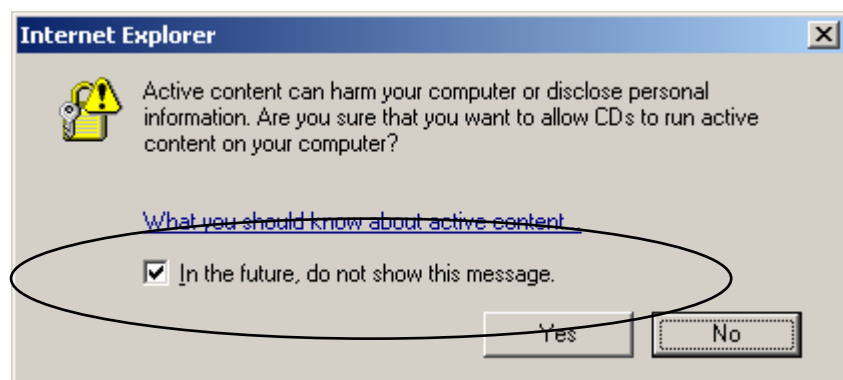 Internet Explorer
Active content can harm your computer or disclose personal
information. Are you sure that you want to allow CDs to run active
content on your computer?
What you should know about active content...
In the future, do not show this message.
Yes No